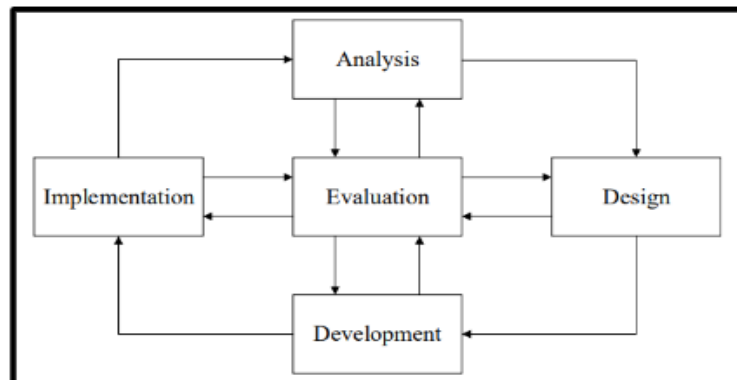 Analysis
Implementation
Evaluation
Design
Development